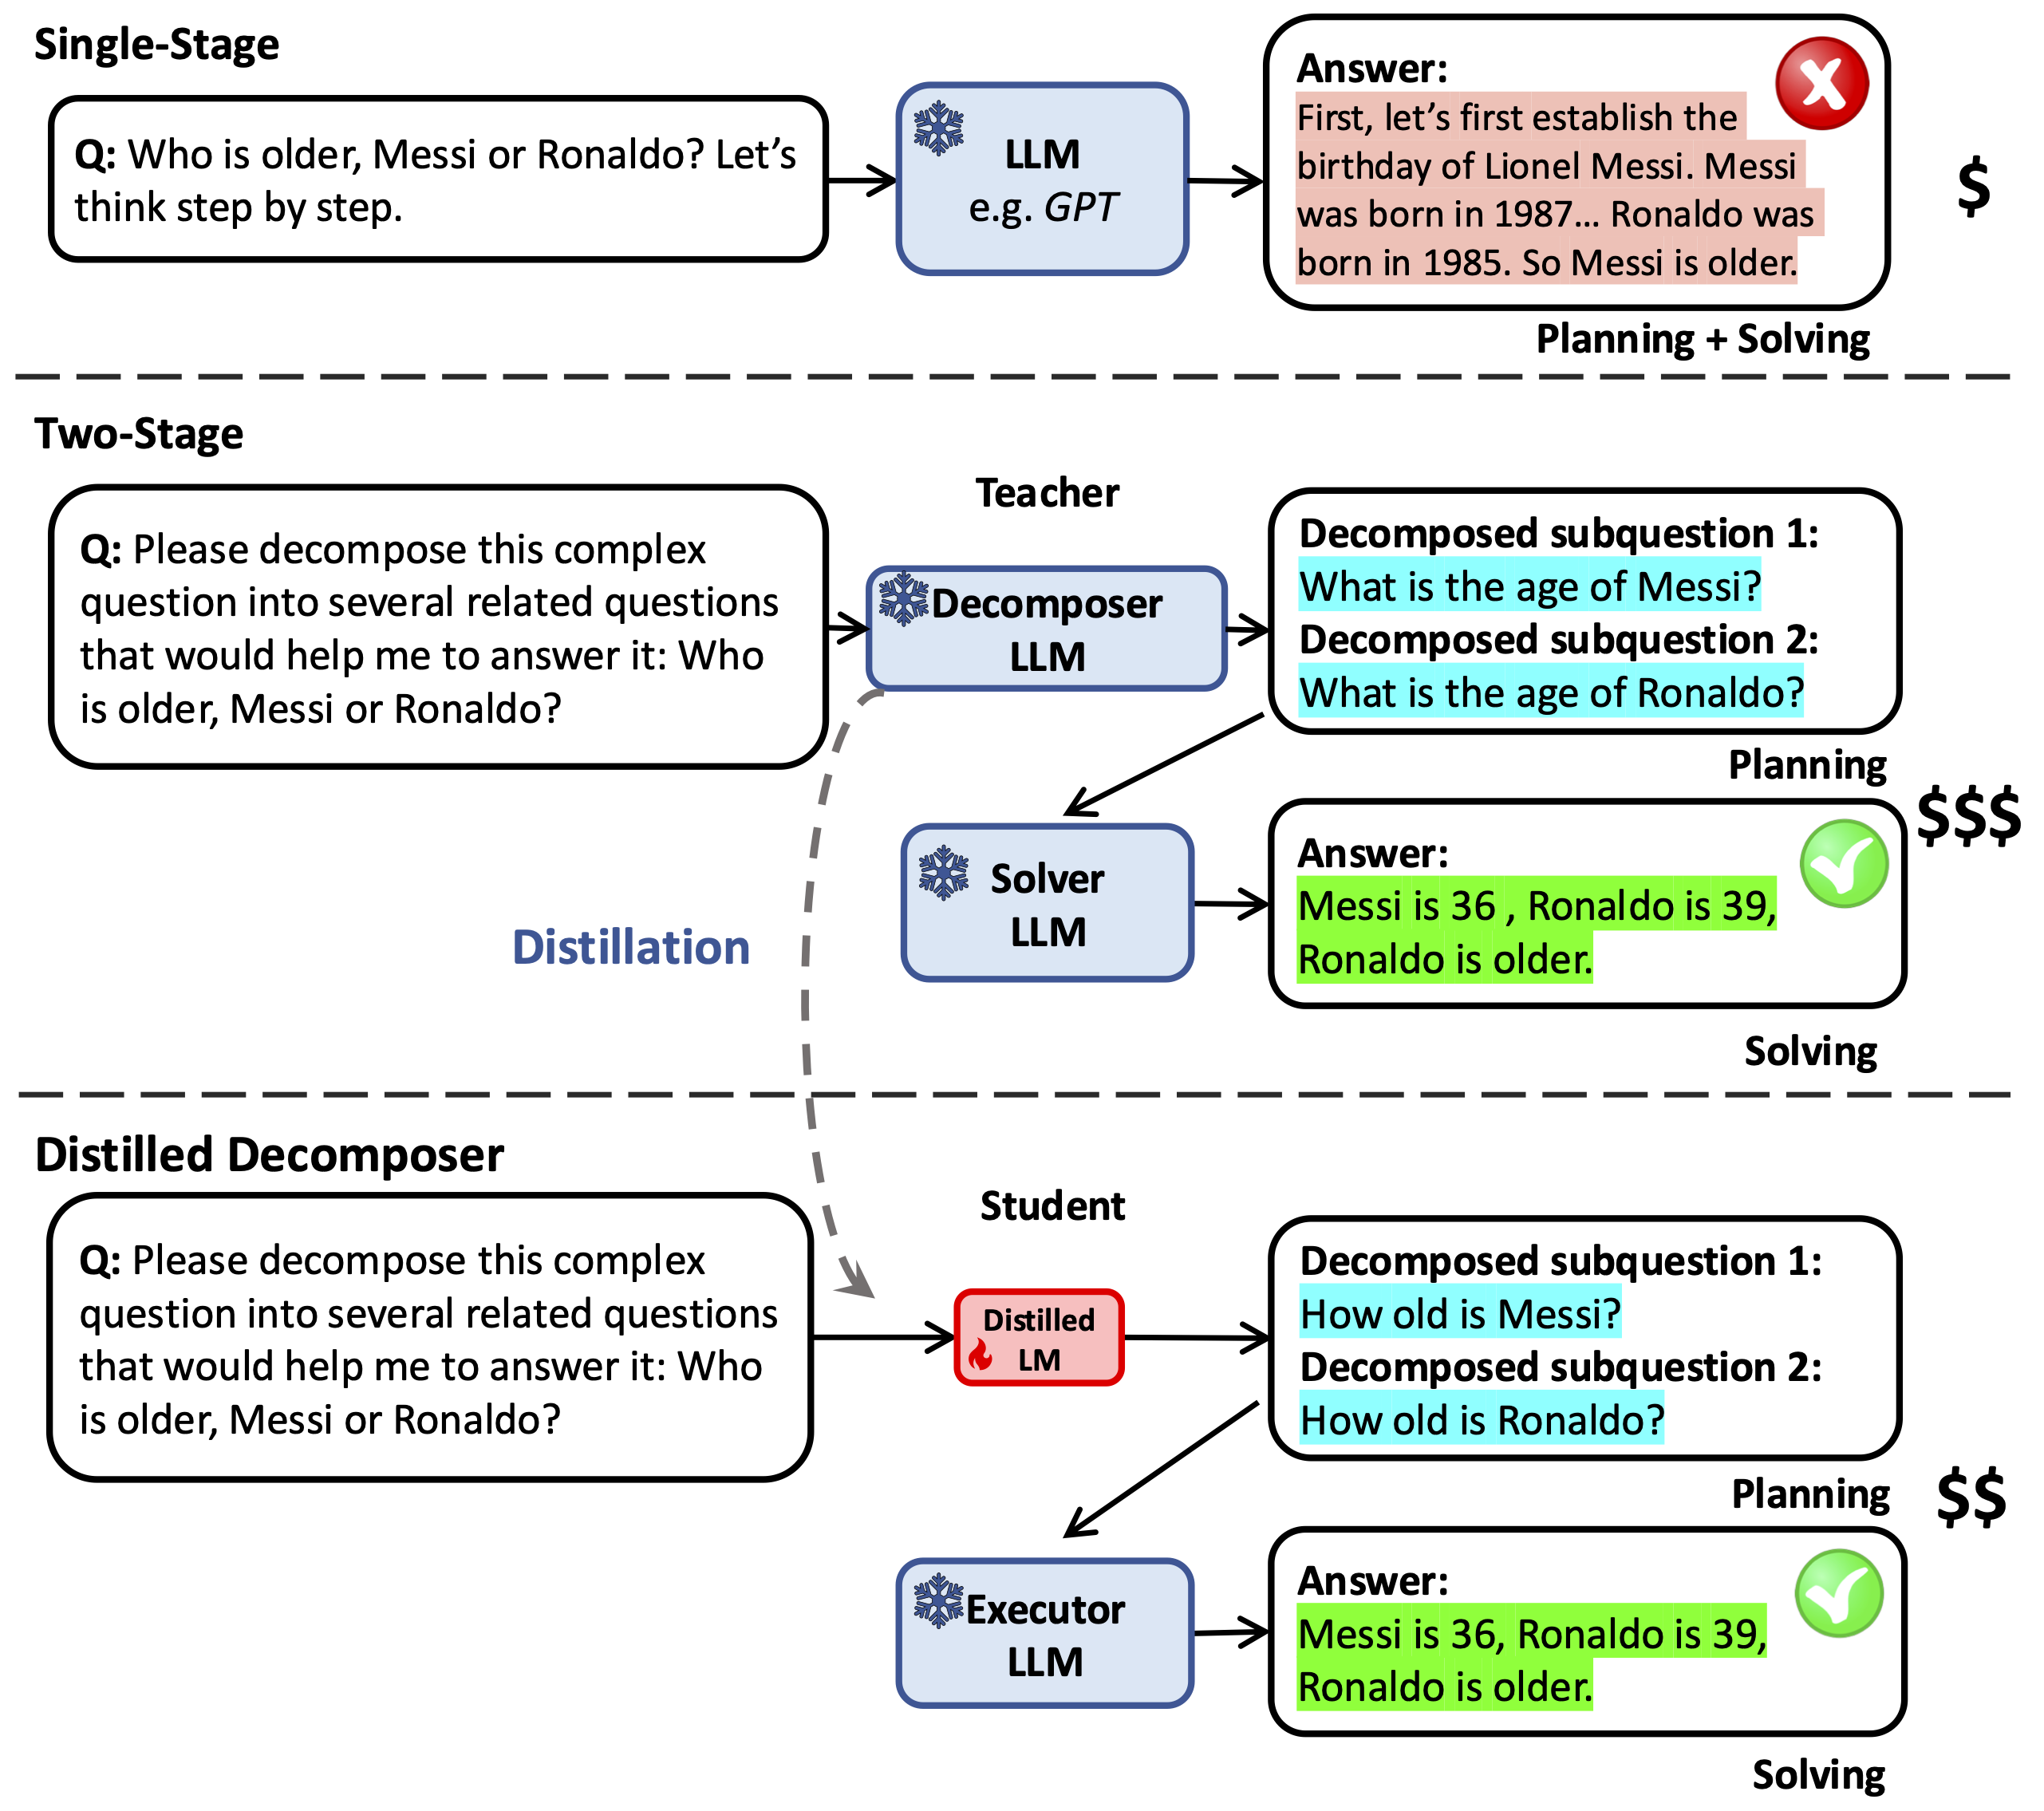 Single-Stage
Q: Who is older, Messi or Ronaldo? Let’s
think step by step.
LLM
e.g. GPT
Answer:
First, let’s first establish the
birthday of Lionel Messi. Messi
was born in 1987… Ronaldo was
born in 1985. So Messi is older.
$
Planning + Solving
Two-Stage
Q: Please decompose this complex
question into several related questions
that would help me to answer it: Who
is older, Messi or Ronaldo?
Teacher
Decomposer
LLM
Decomposed subquestion 1:
What is the age of Messi?
Decomposed subquestion 2:
What is the age of Ronaldo?
Planning
$$$
Solver
LLM
Answer:
Messi is 36 , Ronaldo is 39,
Ronaldo is older.
Solving
Distillation
Distilled Decomposer
Q: Please decompose this complex
question into several related questions
that would help me to answer it: Who
is older, Messi or Ronaldo?
Student
Distilled
LM
Decomposed subquestion 1:
How old is Messi?
Decomposed subquestion 2:
How old is Ronaldo?
Planning
$$
Executor
LLM
Answer:
Messi is 36, Ronaldo is 39,
Ronaldo is older.
Solving